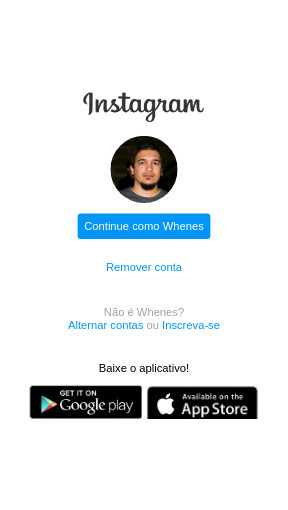 Instagram
Continue como Whenes
Remover conta
Não é Whenes?
Alternar contas ou Inscreva-se
Baixe o aplicativo!
GET IT ON
Google play
Available on the
App Store